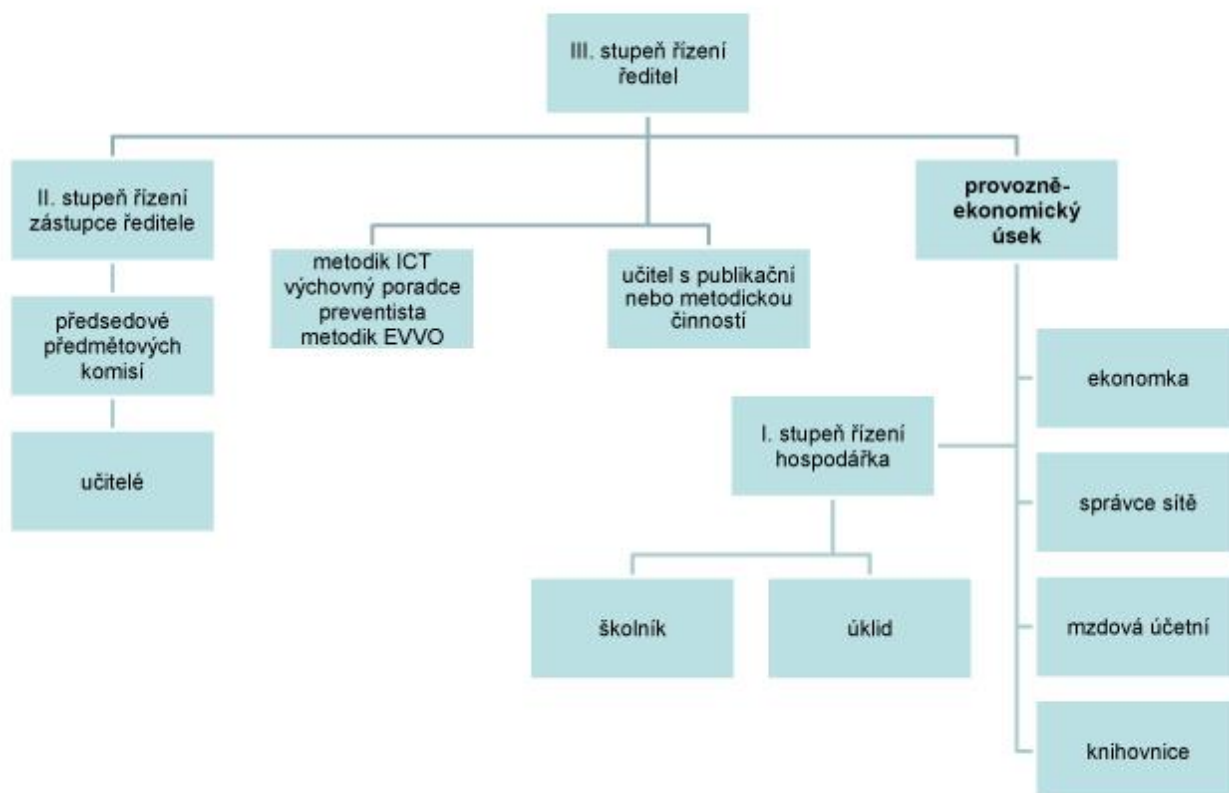 III. stupeň řízení
ředitel
II. stupeň řízení
zástupce ředitele
provozně-
ekonomický
úsek
metodik ICT
výchovný poradce
preventista
metodik EVVO
učitel s publikační
nebo metodickou
činností
předsedové
předmětových
komisí
ekonomka
I. stupeň řízení
hospodářka
učitelé
správce sítě
školník
úklid
mzdová účetní
knihovnice